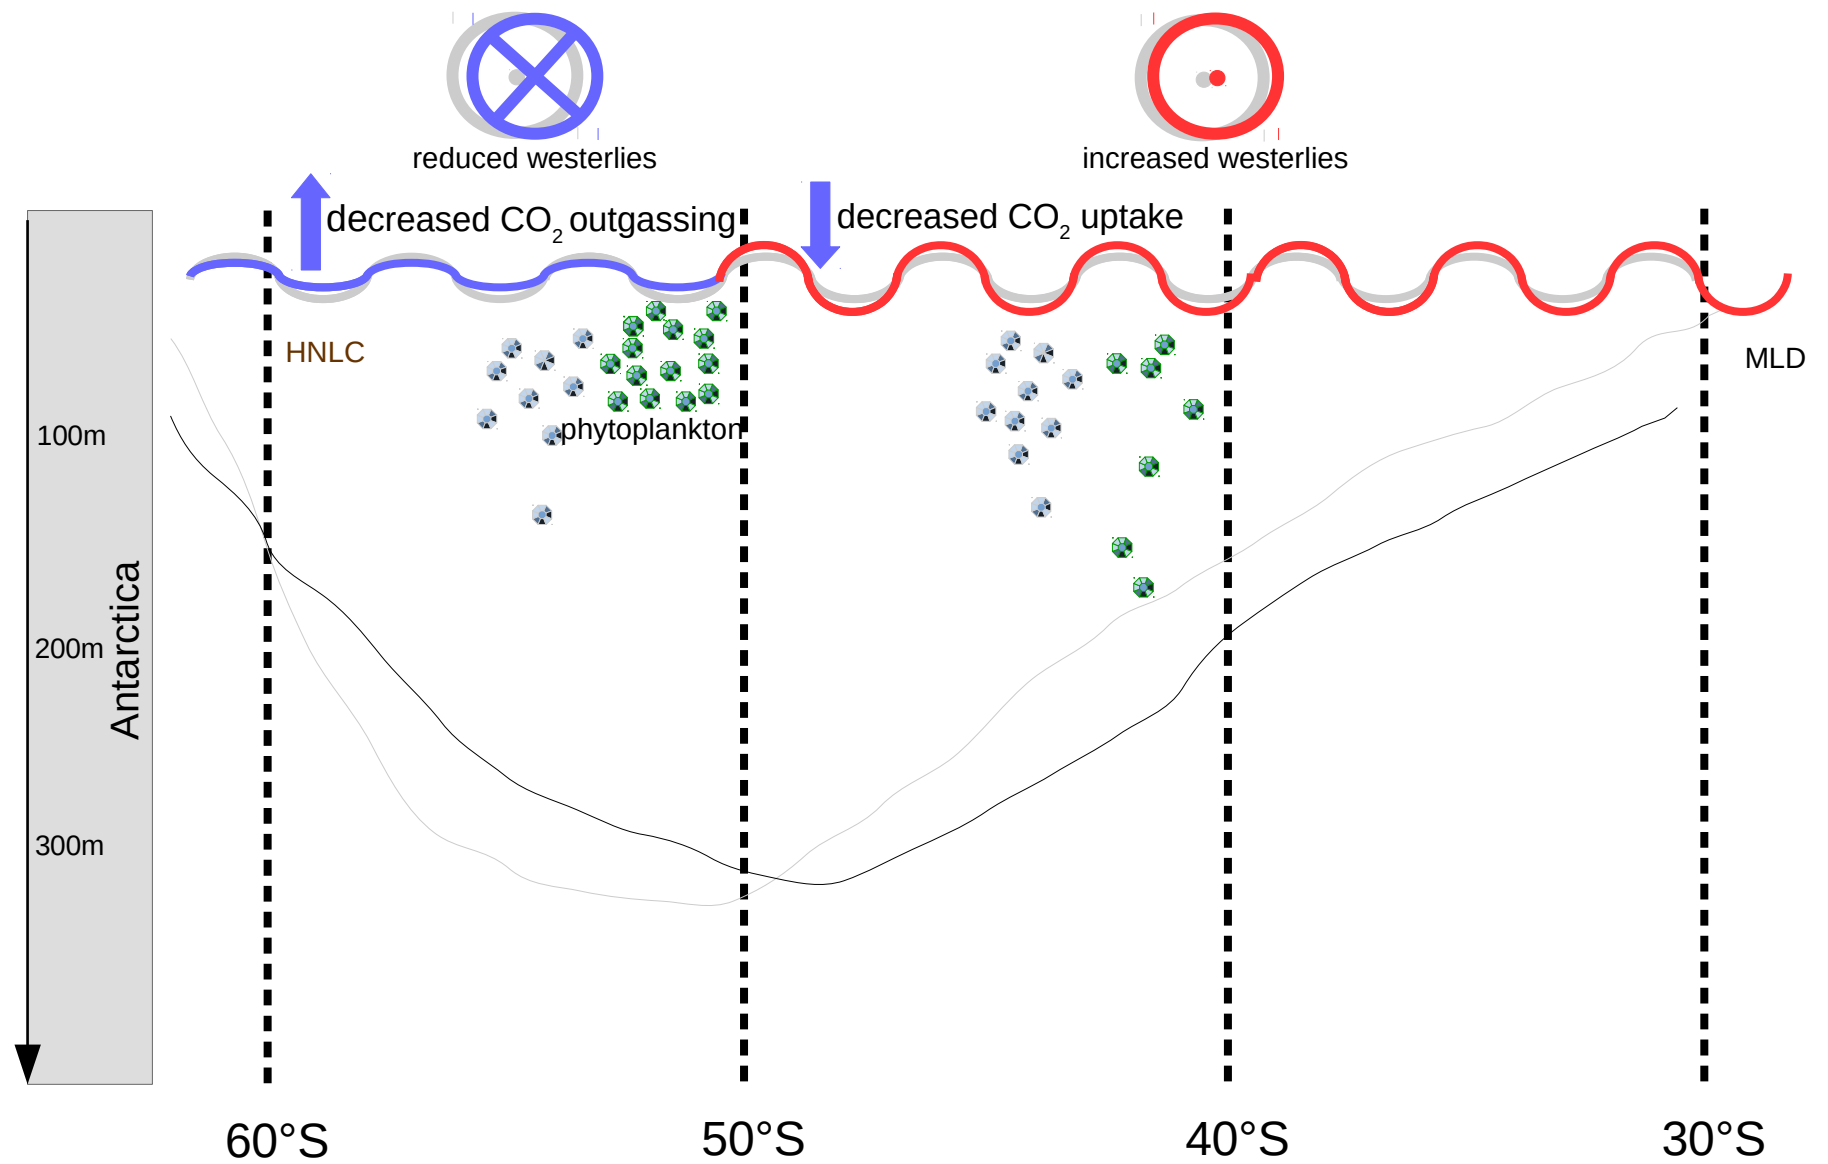 reduced westerlies
increased westerlies
decreased CO2 outgassing
decreased CO2 uptake
HNLC
MLD
100m
phytoplankton
200m
Antarctica
300m
60°S
50°S
40°S
30°S